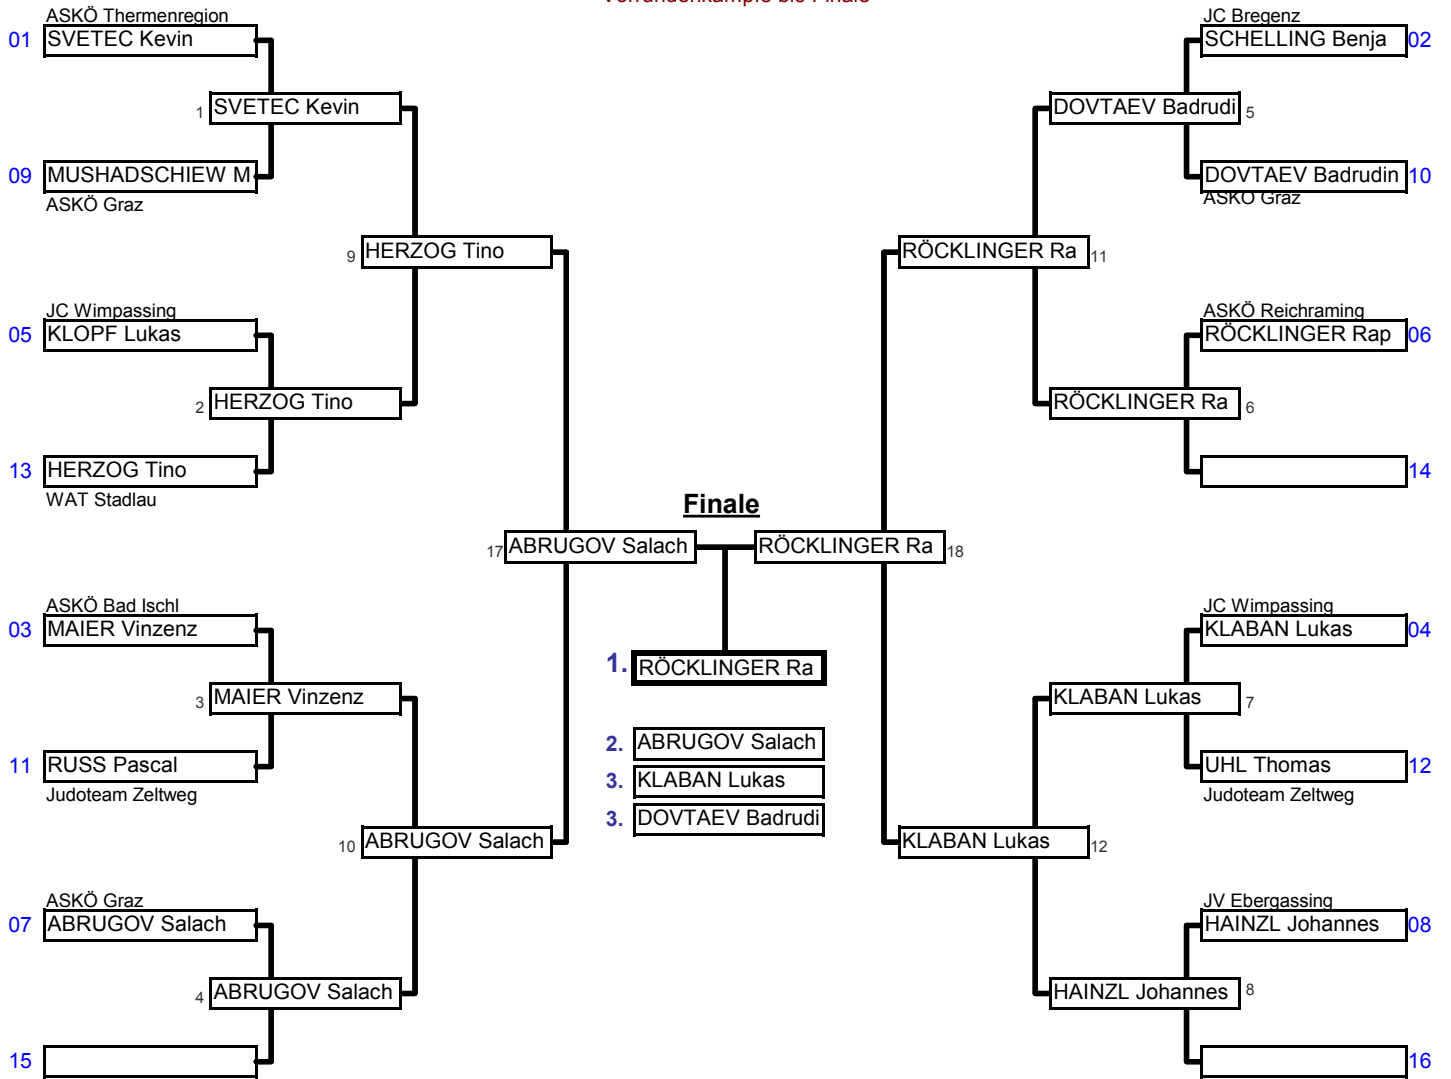 Vorrundenkämpfe bis Finale
ASKÖ Thermenregion
01 SVETEC Kevin
1 SVETEC Kevin
09 MUSHADSCHIEW M
ASKÖ Graz
9 HERZOG Tino
JC Wimpassing
05 KLOPF Lukas
2 HERZOG Tino
13 HERZOG Tino
WAT Stadlau
17 ABRUGOV Salach
ASKÖ Bad Ischl
03 MAIER Vinzenz
3 MAIER Vinzenz
11 RUSS Pascal
Judoteam Zeltweg
10 ABRUGOV Salach
ASKÖ Graz
07 ABRUGOV Salach
4 ABRUGOV Salach
15
Finale
1. RÖCKLINGER Ra
2. ABRUGOV Salach
3. KLABAN Lukas
3. DOVTAEV Badrudi
JC Bregenz
SCHELLING Benja 02
DOVTAEV Badrudi 5
DOVTAEV Badrudin 10
ASKÖ Graz
RÖCKLINGER Ra 11
ASKÖ Reichraming
RÖCKLINGER Rap 06
RÖCKLINGER Ra 6
14
RÖCKLINGER Ra 18
JC Wimpassing
KLABAN Lukas 04
KLABAN Lukas 7
UHL Thomas 12
Judoteam Zeltweg
KLABAN Lukas 12
JV Ebergassing
HAINZL Johannes 08
HAINZL Johannes 8
16